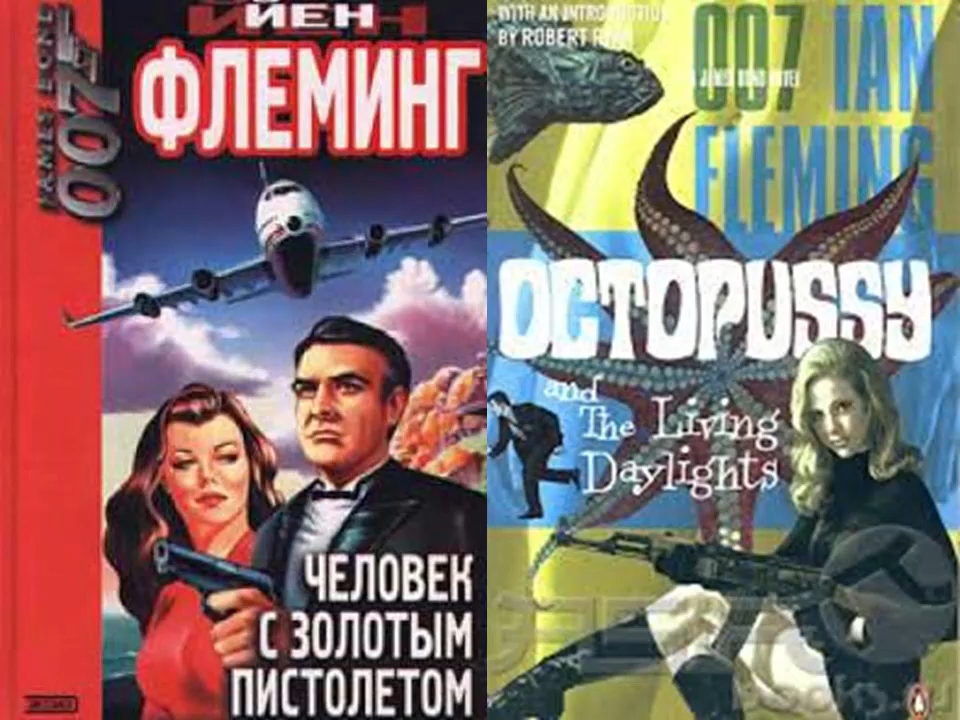 ЙЕН
ФЛЕМИНГ
JAMES BOND
007
ЧЕЛОВЕК
С ЗОЛОТЫМ
ПИСТОЛЕТОМ
WITH AN INTRODUCTION
BY ROBERT
007 IAN
A JAMES BOND NOVEL
FLEMING
OCTOPUSSY
and
The Living
Daylights